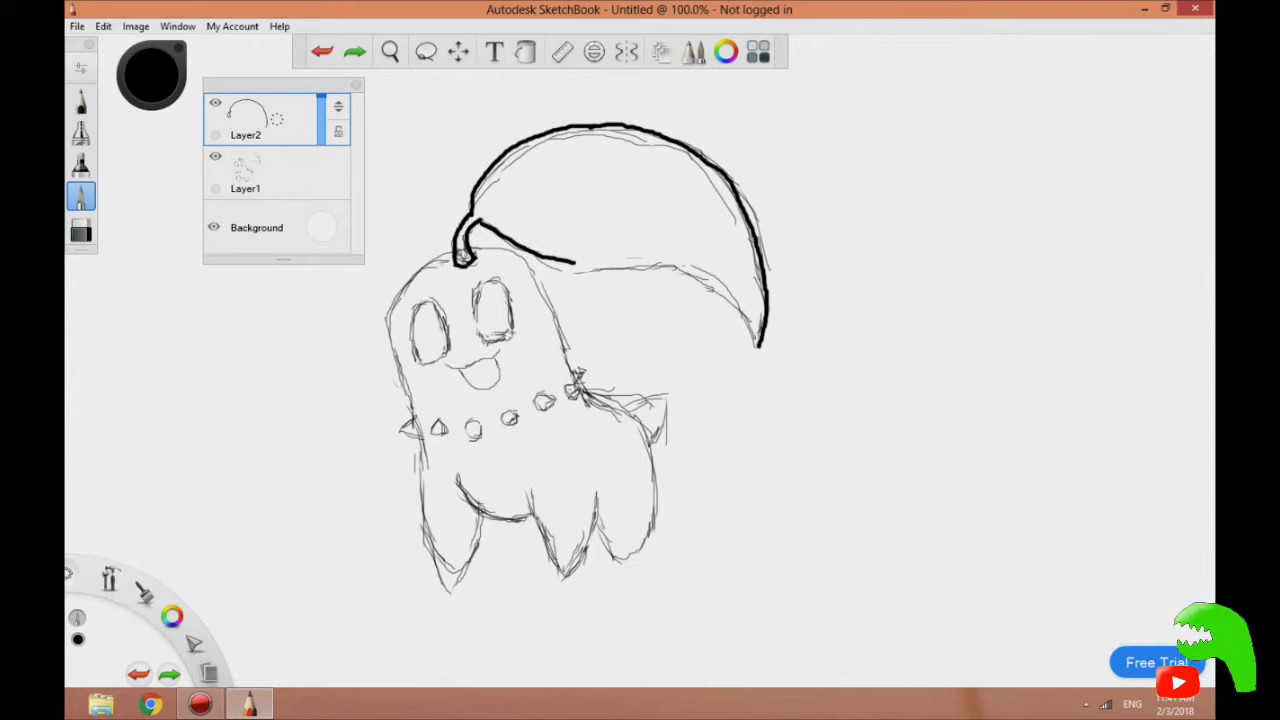 Autodesk SketchBook - Untitled @ 100.0% - Not logged in
File Edit Image Window My Account Help
T
Layer2
Layer1
Background
Free Trial
ENG
2/3/2018